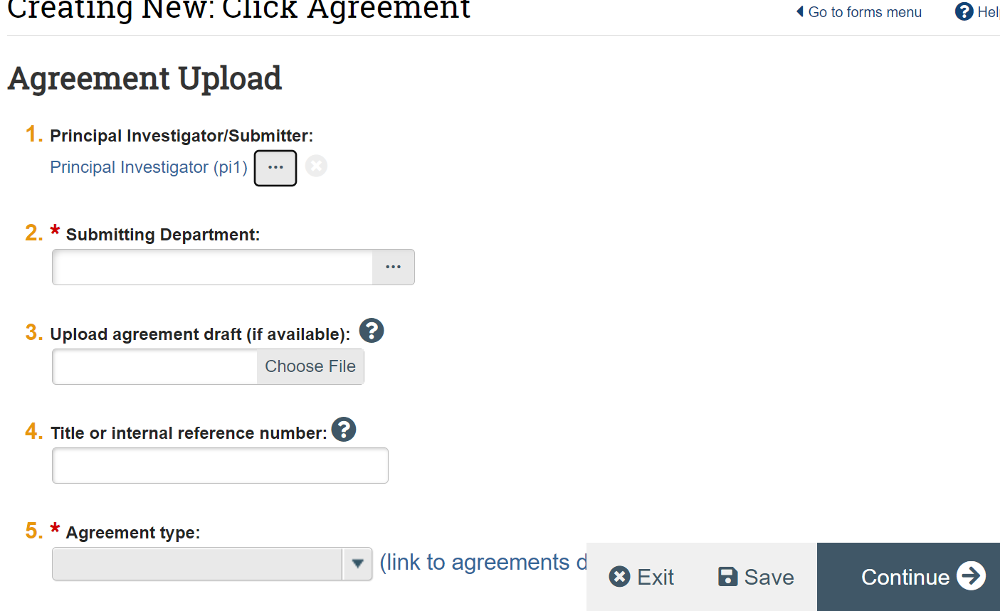 Creating New: Click Agreement
Go to forms menu
? Hel
Agreement Upload
1. Principal Investigator/Submitter:
Principal Investigator (pi1) ...
2. * Submitting Department:
...
3. Upload agreement draft (if available): ?
Choose File
4. Title or internal reference number: ?
5. * Agreement type:
(link to agreements d
Exit Save Continue